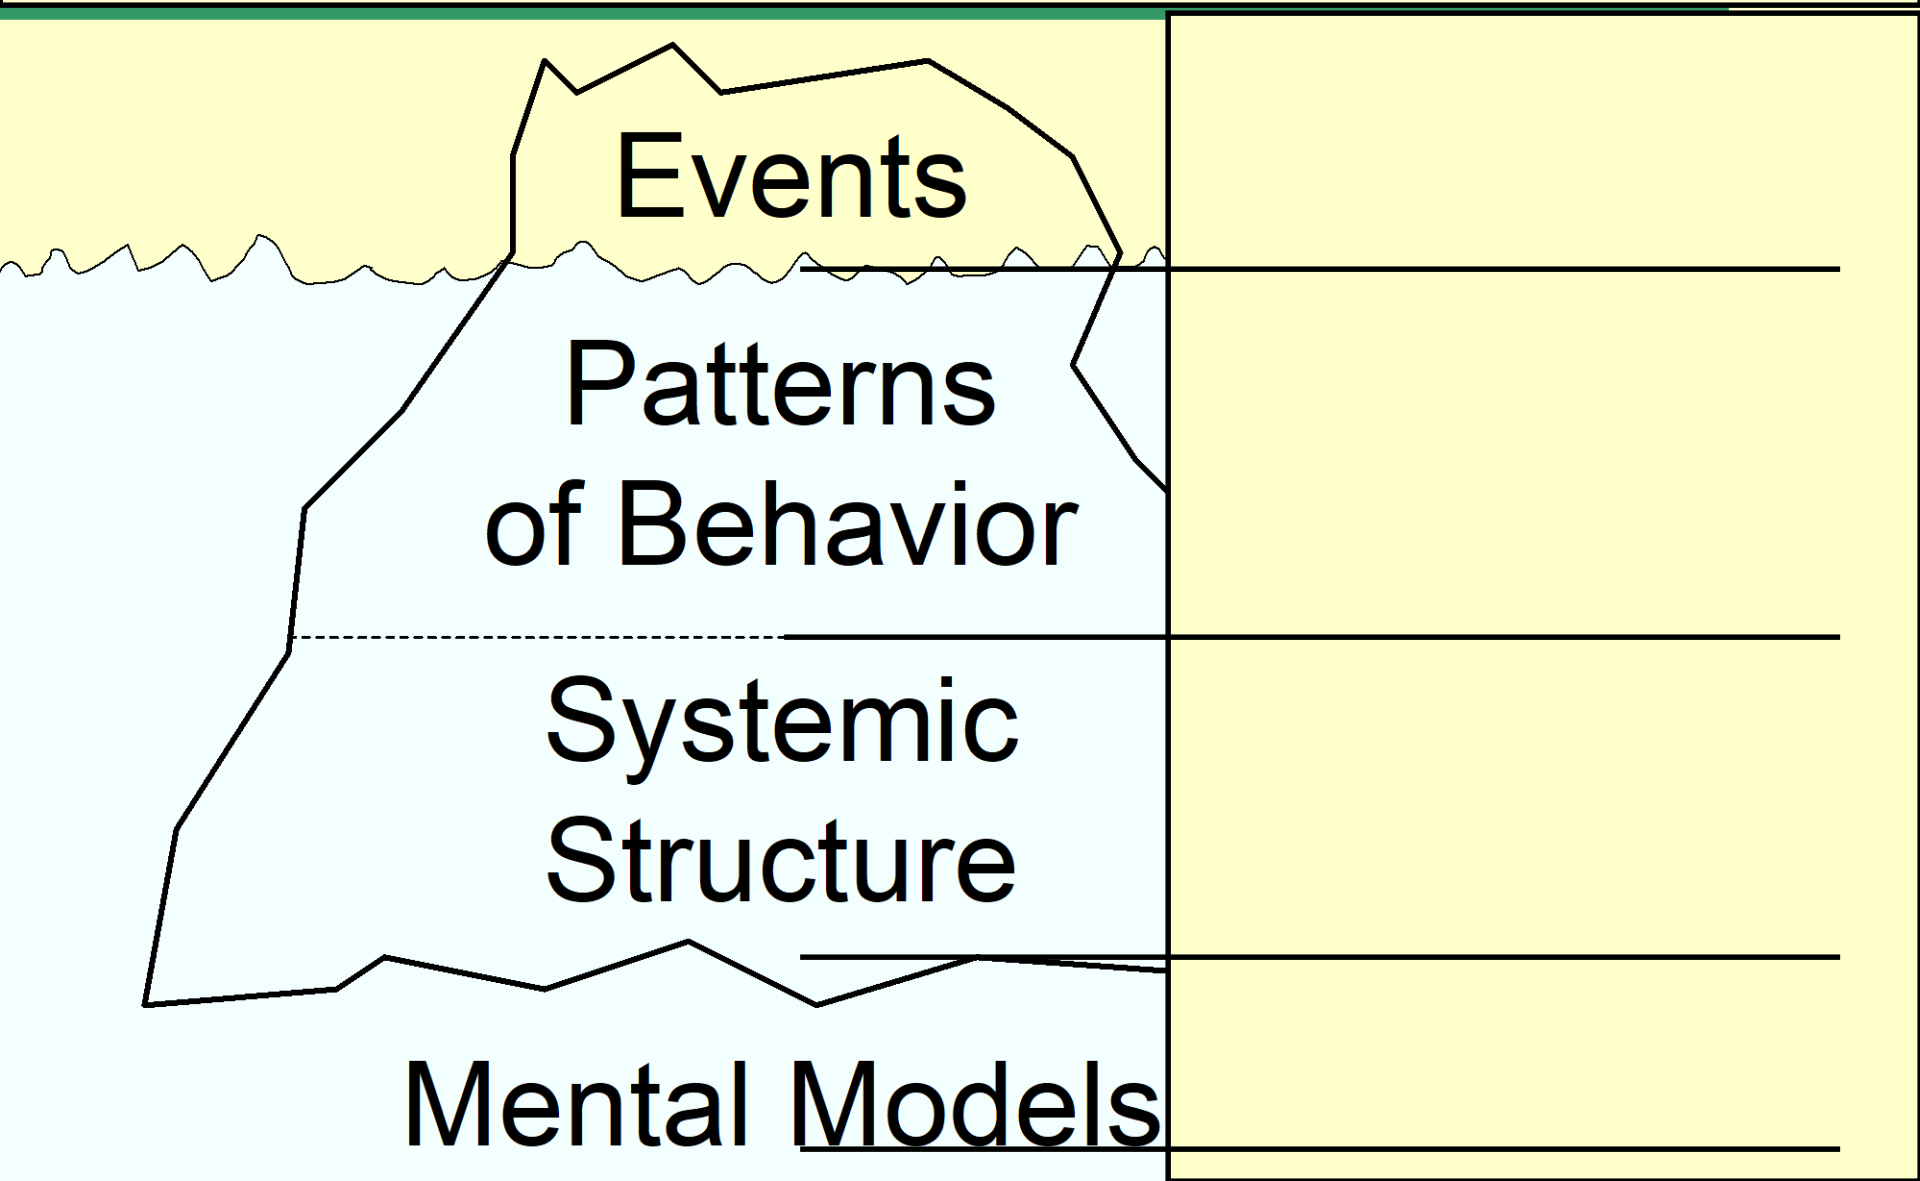 Events
Patterns
of Behavior
Systemic
Structure
Mental Models